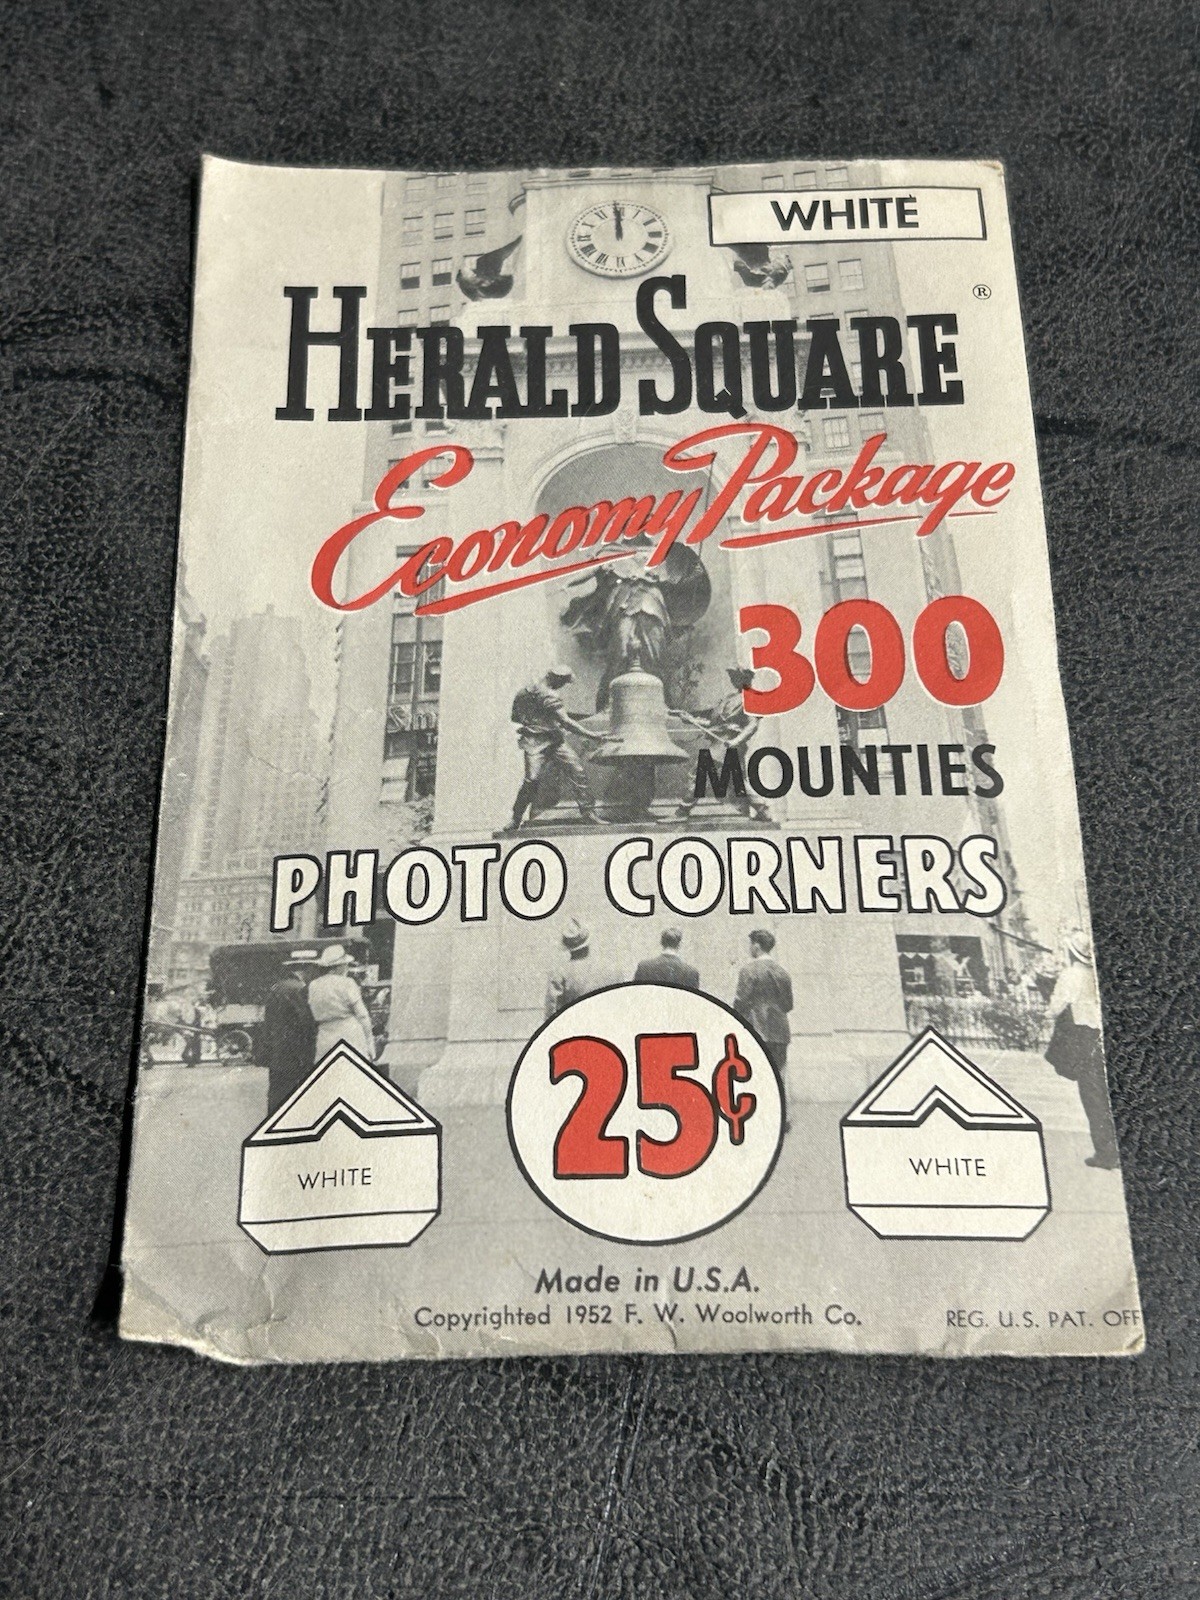 WHITE
HERALD SQUARE ®
Economy Package
300
MOUNTIES
PHOTO CORNERS
25¢
WHITE
WHITE
Made in U.S.A.
Copyrighted 1952 F. W. Woolworth Co.
REG. U.S. PAT. OFF